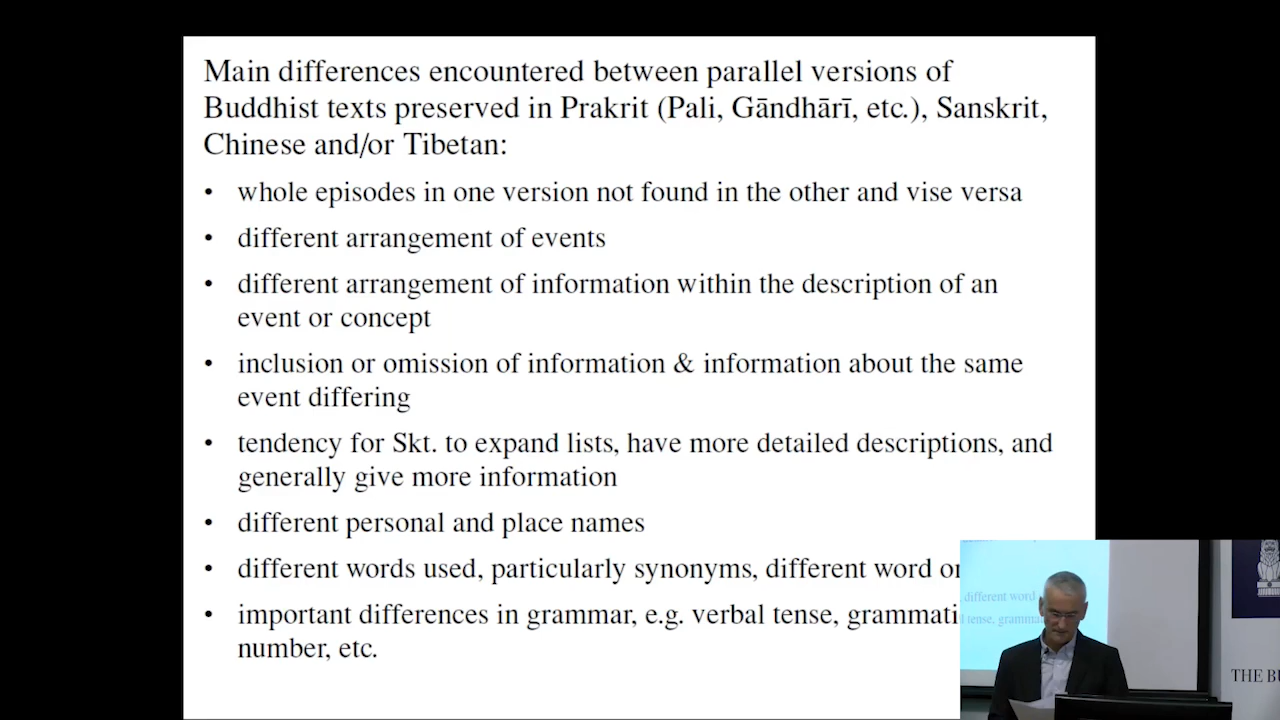 Main differences encountered between parallel versions of
Buddhist texts preserved in Prakrit (Pali, Gāndhārī, etc.), Sanskrit,
Chinese and/or Tibetan:
• whole episodes in one version not found in the other and vise versa
• different arrangement of events
• different arrangement of information within the description of an
event or concept
• inclusion or omission of information & information about the same
event differing
• tendency for Skt. to expand lists, have more detailed descriptions, and
generally give more information
• different personal and place names
• different words used, particularly synonyms, different word
• important differences in grammar, e.g. verbal tense,
number, etc.
different word
tense,
THE